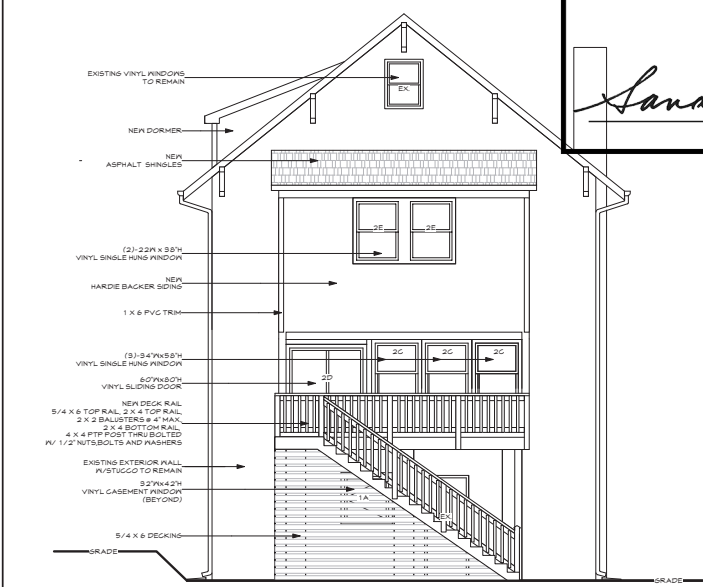 EXISTING VINYL WINDOWS
TO REMAIN
EX.
NEW DORMER
NEW
ASPHALT SHINGLES
2E 2E
(2)-22W x 38"H
VINYL SINGLE HUNG WINDOW
NEW
HARDIE BACKER SIDING
1 X 6 PVC TRIM
(3)-34"Wx58"H
VINYL SINGLE HUNG WINDOW
2C 2C 2C
60"Wx80"H
VINYL SLIDING DOOR
2D
NEW DECK RAIL
5/4 X 6 TOP RAIL, 2 X 4 TOP RAIL,
2 X 2 BALUSTERS @ 4" MAX,
2 X 4 BOTTOM RAIL,
4 X 4 PTP POST THRU BOLTED
W/ 1/2" NUTS,BOLTS AND WASHERS
EXISTING EXTERIOR WALL
W/STUCCO TO REMAIN
32"Wx42"H
VINYL CASEMENT WINDOW
(BEYOND)
1A
EX.
5/4 X 6 DECKING
GRADE
GRADE